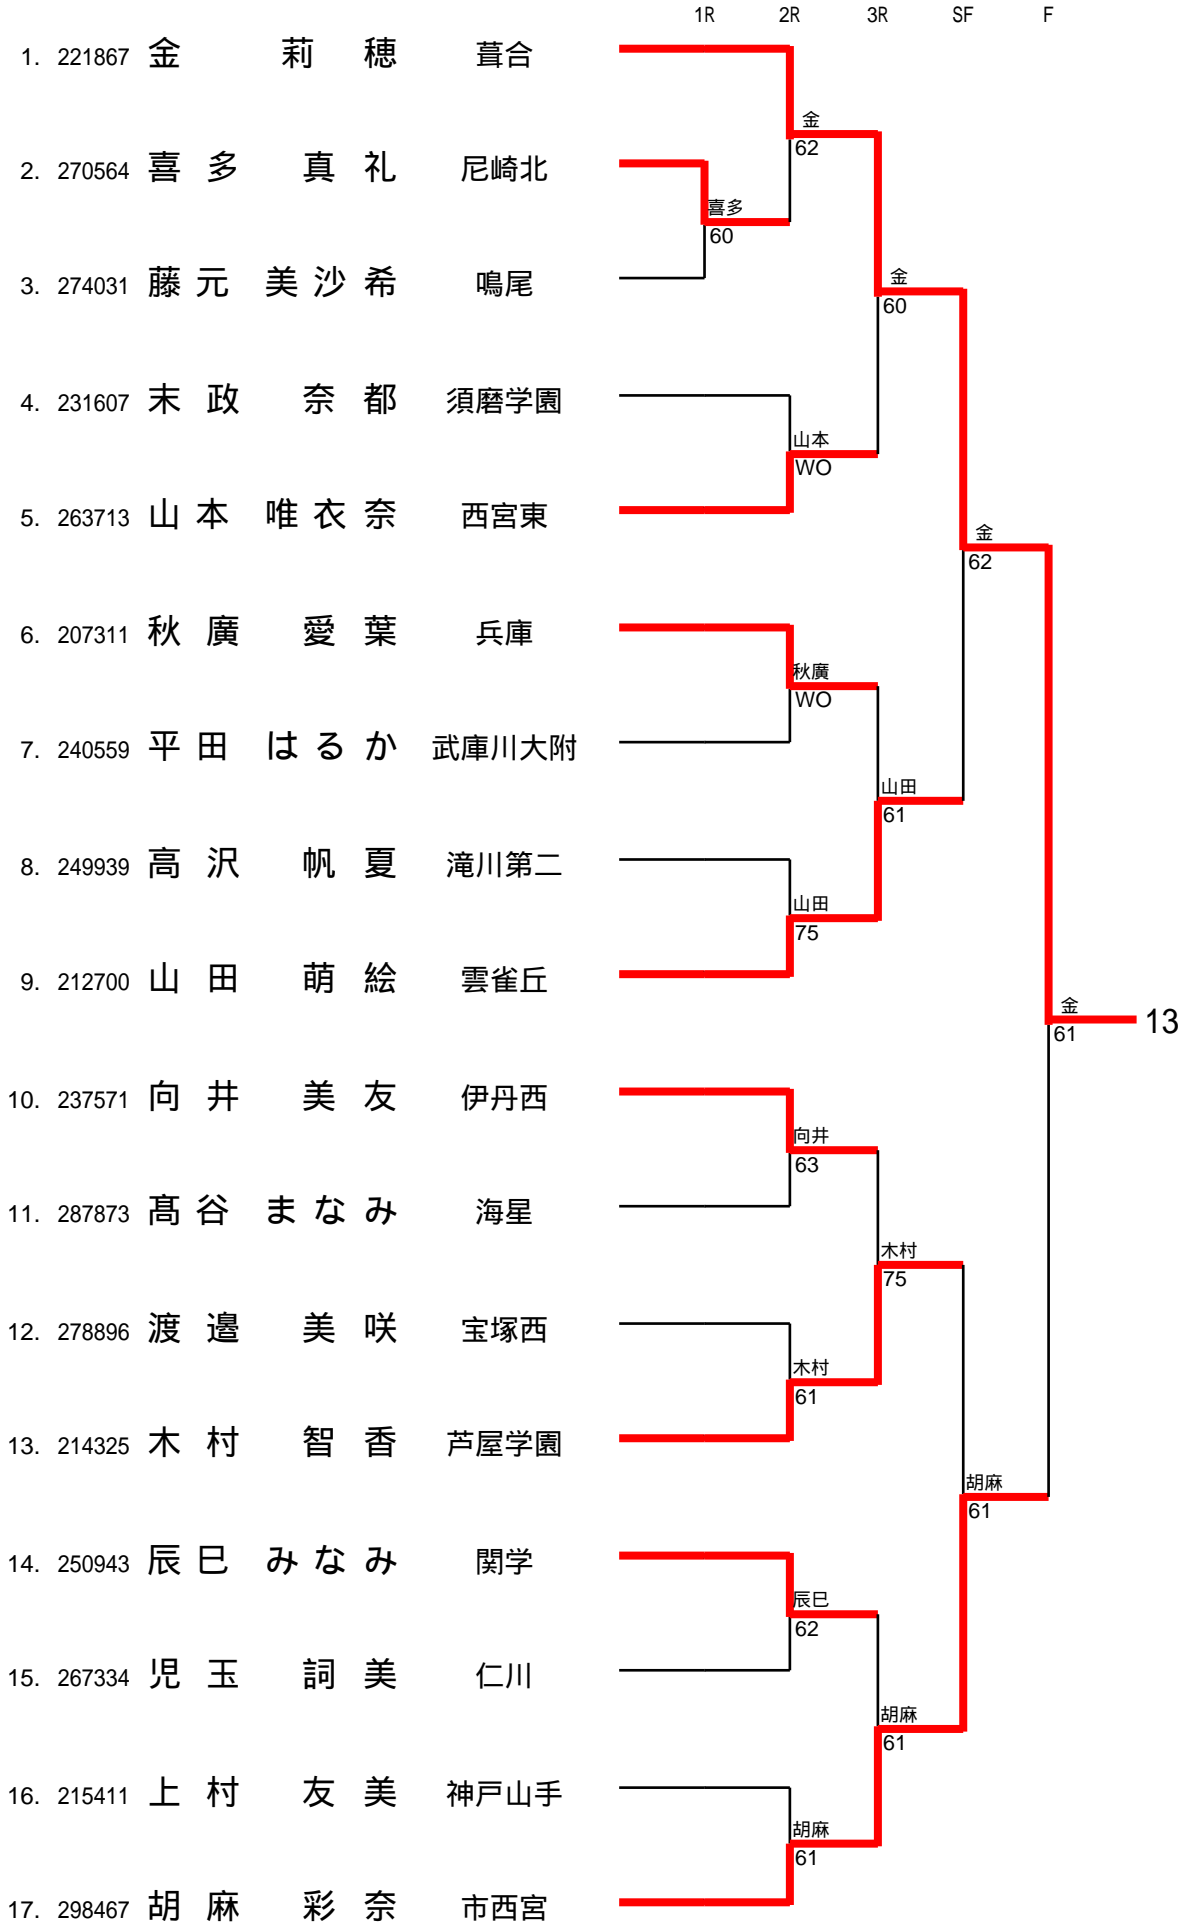 1R 2R 3R SF F
1. 221867 金 莉 穂 葺合
金
62
2. 270564 喜 多 真 礼 尼崎北
喜多
60
3. 274031 藤 元 美 沙 希 鳴尾
金
60
4. 231607 末 政 奈 都 須磨学園
山本
WO
5. 263713 山 本 唯 衣 奈 西宮東
金
62
6. 207311 秋 廣 愛 葉 兵庫
秋廣
WO
7. 240559 平 田 は る か 武庫川大附
山田
61
8. 249939 高 沢 帆 夏 滝川第二
山田
75
9. 212700 山 田 萌 絵 雲雀丘
金
61
13
10. 237571 向 井 美 友 伊丹西
向井
63
11. 287873 髙 谷 ま な み 海星
木村
75
12. 278896 渡 邉 美 咲 宝塚西
木村
61
13. 214325 木 村 智 香 芦屋学園
胡麻
61
14. 250943 辰 巳 み な み 関学
辰巳
62
15. 267334 児 玉 詞 美 仁川
胡麻
61
16. 215411 上 村 友 美 神戸山手
胡麻
61
17. 298467 胡 麻 彩 奈 市西宮